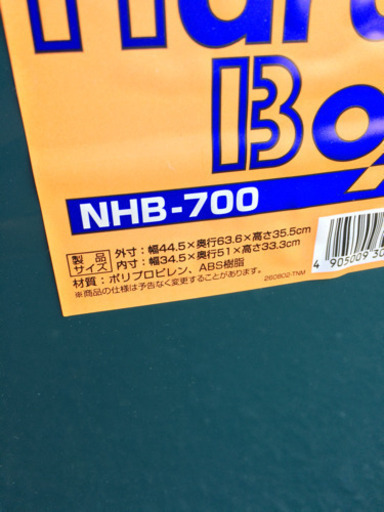 Hard
Box
NHB-700
製品サイズ
外寸：幅44.5×奥行63.6×高さ35.5cm
内寸：幅34.5×奥行51×高さ33.3cm
材質：ポリプロピレン、ABS樹脂
※商品の仕様は予告なく変更することがあります。
260802-TNM
4 905009 30